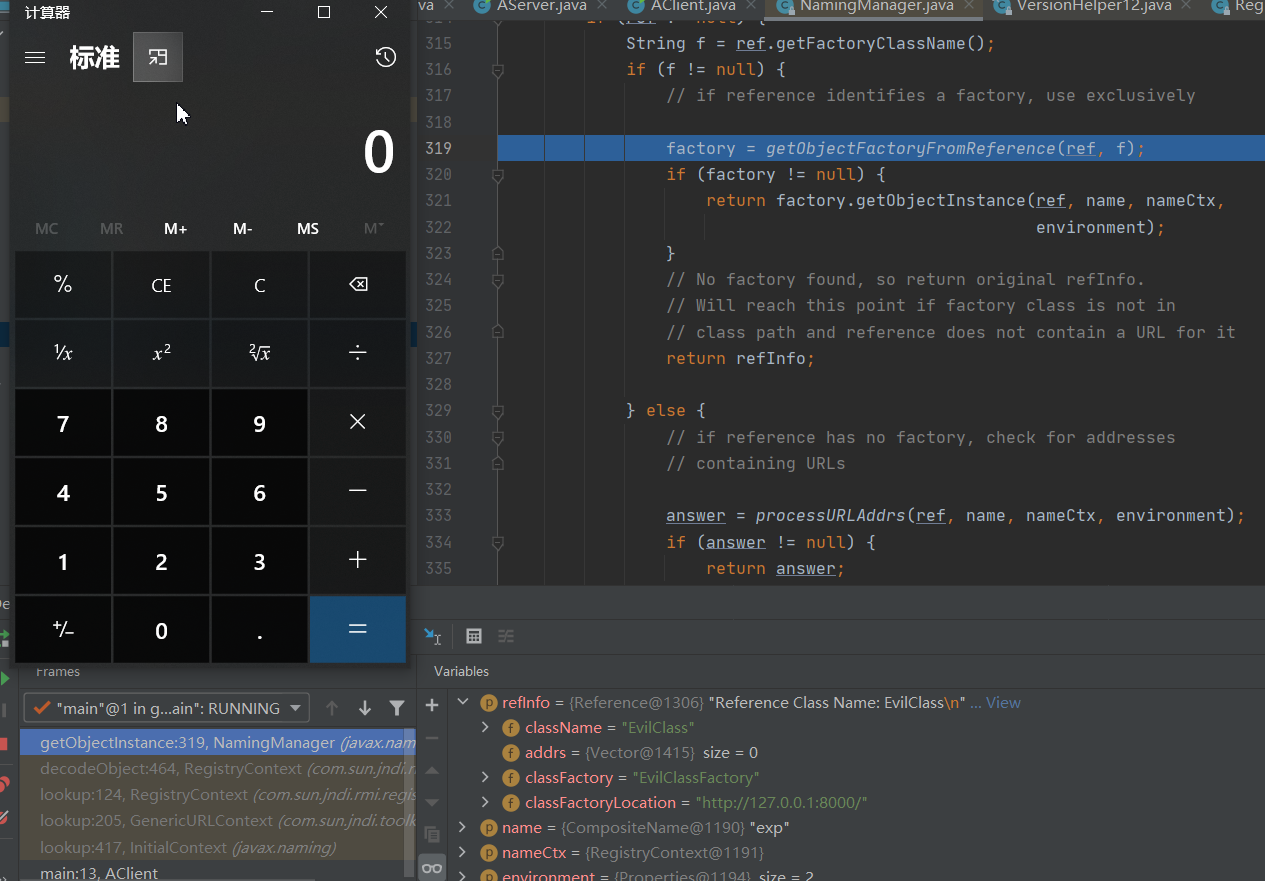 计算器
标准
0
MC MR M+ M- MS M˅
% CE C ⌫
¹/x x² ²√x ÷
7 8 9 ×
4 5 6 −
1 2 3 +
+/− 0 . =
AServer.java AClient.java NamingManager.java VersionHelper12.java
315 String f = ref.getFactoryClassName();
316 if (f != null) {
317 // if reference identifies a factory, use exclusively
318
319 factory = getObjectFactoryFromReference(ref, f);
320 if (factory != null) {
321 return factory.getObjectInstance(ref, name, nameCtx,
322 environment);
323 }
324 // No factory found, so return original refInfo.
325 // Will reach this point if factory class is not in
326 // class path and reference does not contain a URL for it
327 return refInfo;
328
329 } else {
330 // if reference has no factory, check for addresses
331 // containing URLs
332
333 answer = processURLAddrs(ref, name, nameCtx, environment);
334 if (answer != null) {
335 return answer;
Frames
"main"@1 in g...ain": RUNNING
getObjectInstance:319, NamingManager (javax.nam
decodeObject:464, RegistryContext (com.sun.jndi.r
lookup:124, RegistryContext (com.sun.jndi.rmi.regis
lookup:205, GenericURLContext (com.sun.jndi.toolk
lookup:417, InitialContext (javax.naming)
main:13, AClient
Variables
refInfo = {Reference@1306} "Reference Class Name: EvilClass\n" ... View
className = "EvilClass"
addrs = {Vector@1415} size = 0
classFactory = "EvilClassFactory"
classFactoryLocation = "http://127.0.0.1:8000/"
name = {CompositeName@1190} "exp"
nameCtx = {RegistryContext@1191}
environment = {Properties@1194} size = 2